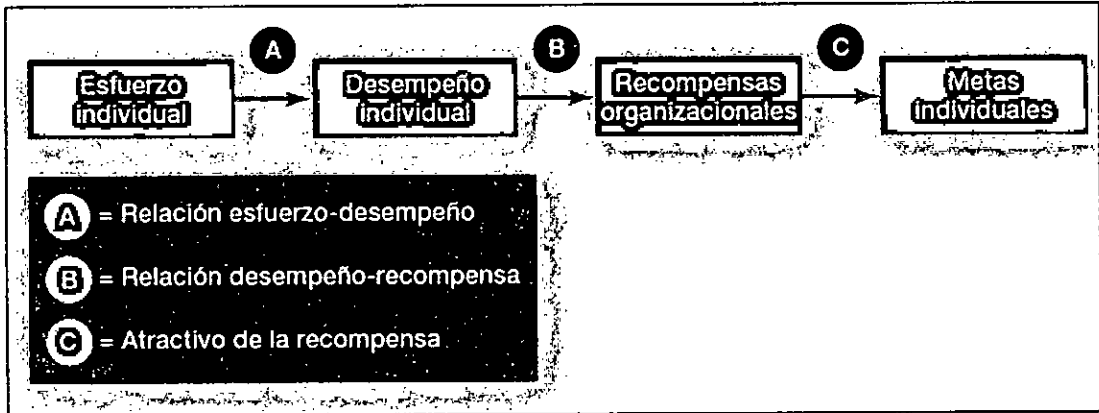 A
B
C
Esfuerzo
individual
Desempeño
individual
Recompensas
organizacionales
Metas
individuales
A = Relación esfuerzo-desempeño
B = Relación desempeño-recompensa
C = Atractivo de la recompensa